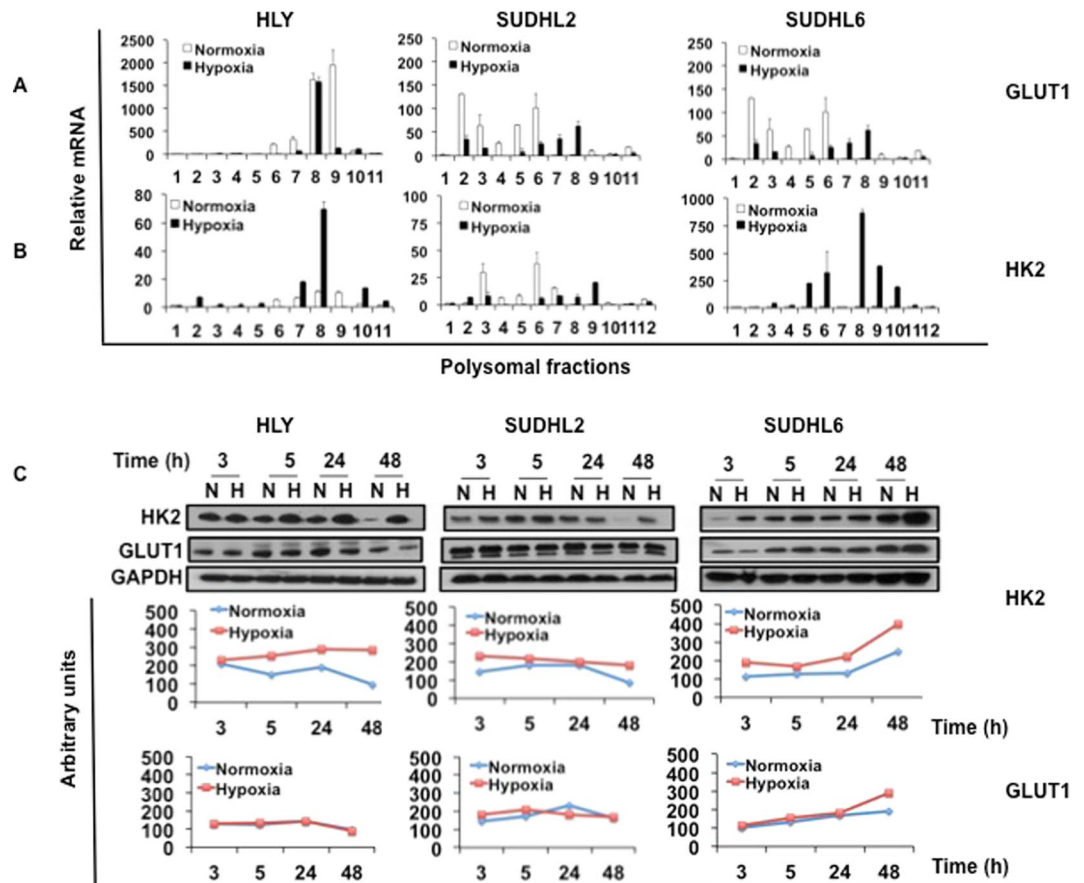 HLY SUDHL2 SUDHL6
A
Relative mRNA
2500 2000 1500 1000 500 0
Normoxia
Hypoxia
1 2 3 4 5 6 7 8 9 10 11
250 200 150 100 50 0
Normoxia
Hypoxia
1 2 3 4 5 6 7 8 9 10 11
250 200 150 100 50 0
Normoxia
Hypoxia
1 2 3 4 5 6 7 8 9 10 11
GLUT1
B
80 60 40 20 0
Normoxia
Hypoxia
1 2 3 4 5 6 7 8 9 10 11
100 75 50 25 0
Normoxia
Hypoxia
1 2 3 4 5 6 7 8 9 10 11 12
1000 750 500 250 0
Normoxia
Hypoxia
1 2 3 4 5 6 7 8 9 10 11 12
HK2
Polysomal fractions
HLY SUDHL2 SUDHL6
C
Time (h) 3 5 24 48 3 5 24 48 3 5 24 48
N H N H N H N H N H N H N H N H N H N H N H N H
HK2
GLUT1
GAPDH
HK2
Arbitrary units
500 400 300 200 100 0
Normoxia
Hypoxia
3 5 24 48
500 400 300 200 100 0
Normoxia
Hypoxia
3 5 24 48
500 400 300 200 100 0
Normoxia
Hypoxia
3 5 24 48
Time (h)
500 400 300 200 100 0
Normoxia
Hypoxia
3 5 24 48
500 400 300 200 100 0
Normoxia
Hypoxia
3 5 24 48
500 400 300 200 100 0
Normoxia
Hypoxia
3 5 24 48
GLUT1
Time (h)